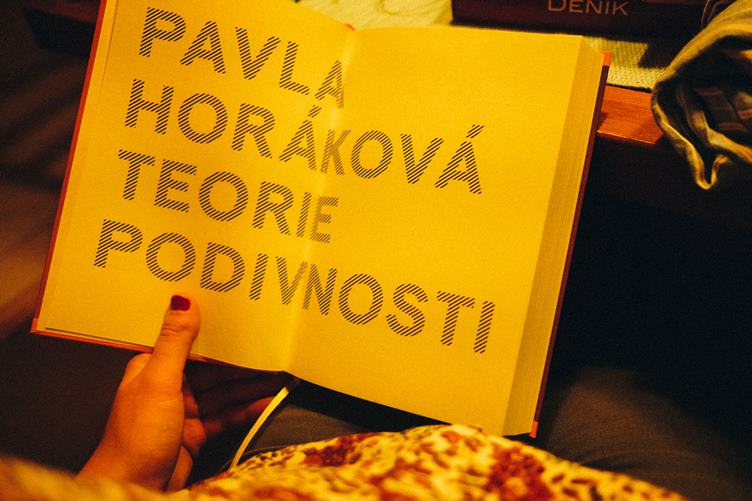 DENÍK
PAVLA
HORÁKOVÁ
TEORIE
PODIVNOSTI